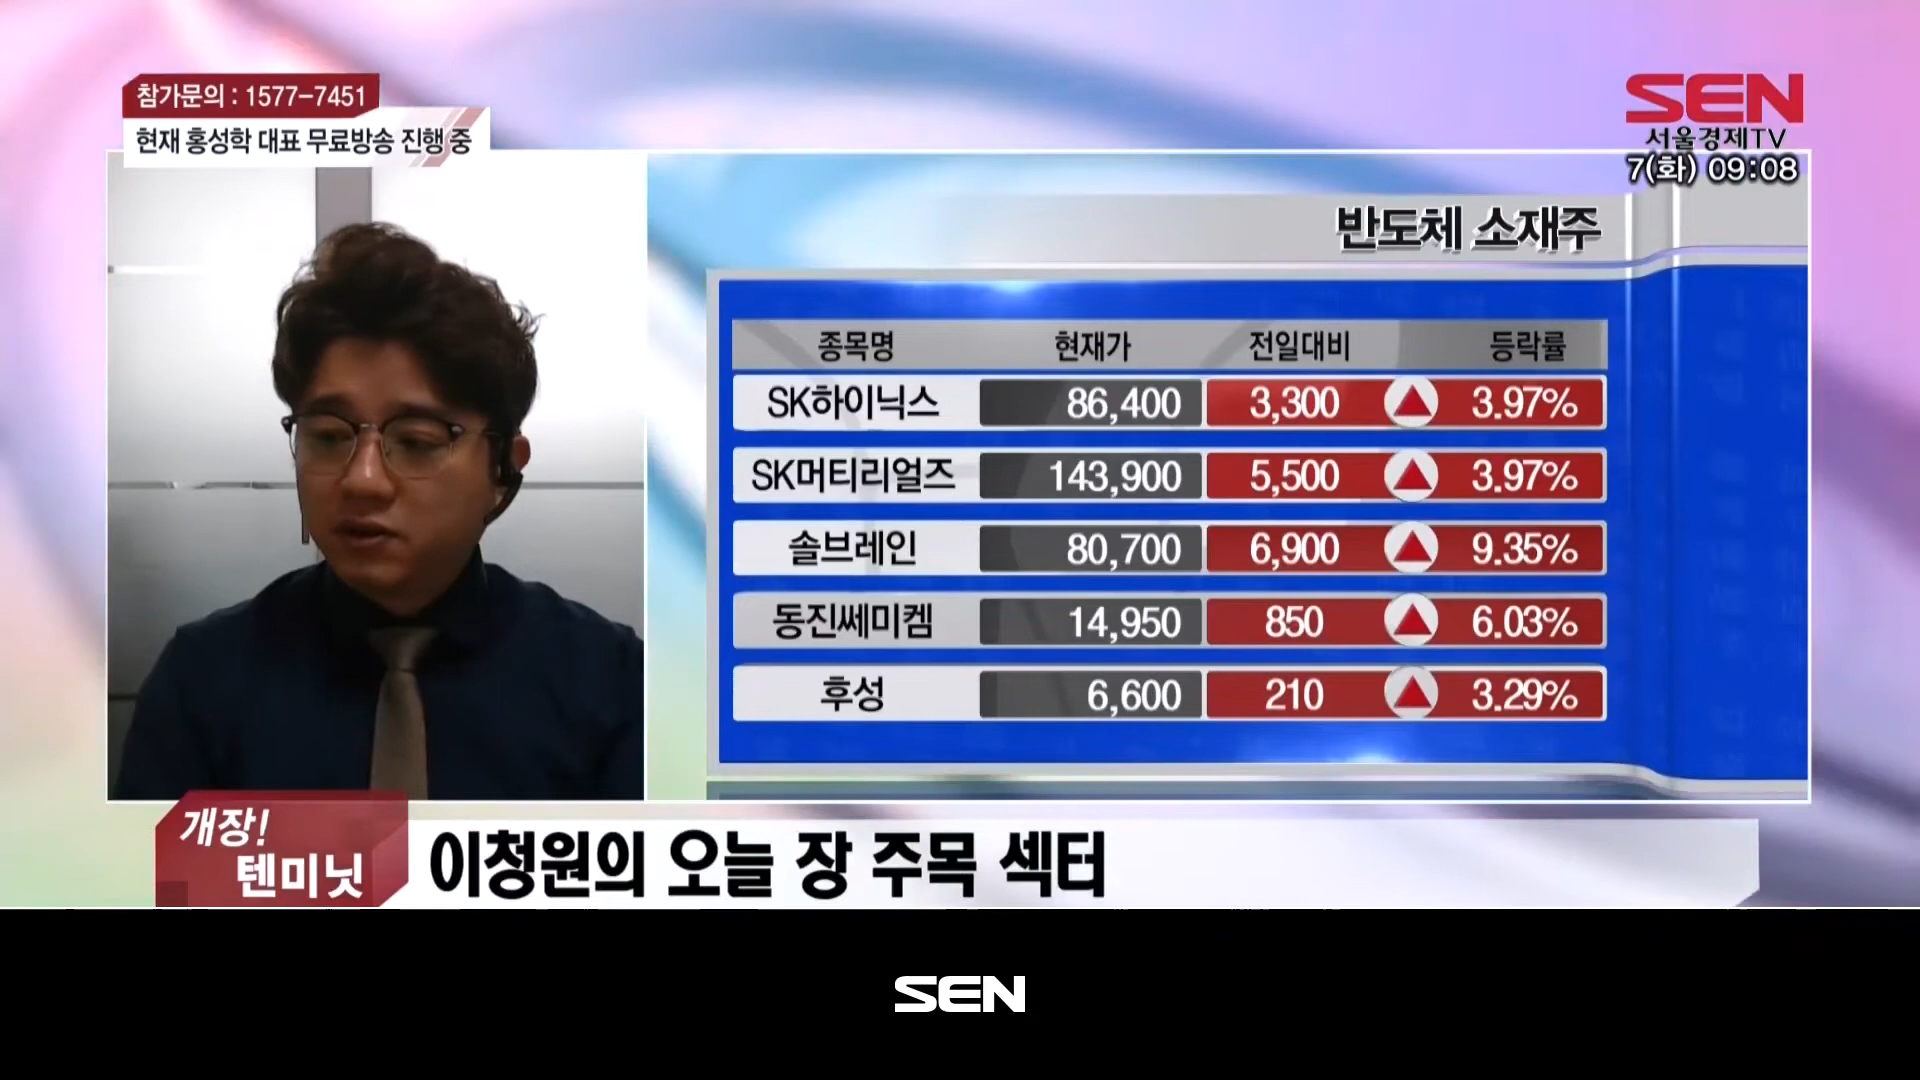 참가문의 : 1577-7451
현재 홍성학 대표 무료방송 진행 중
SEN
서울경제TV
7(화) 09:08
반도체 소재주
종목명 현재가 전일대비 등락률
SK하이닉스 86,400 3,300 ▲ 3.97%
SK머티리얼즈 143,900 5,500 ▲ 3.97%
솔브레인 80,700 6,900 ▲ 9.35%
동진쎄미켐 14,950 850 ▲ 6.03%
후성 6,600 210 ▲ 3.29%
개장!
텐미닛
이청원의 오늘 장 주목 섹터
SEN